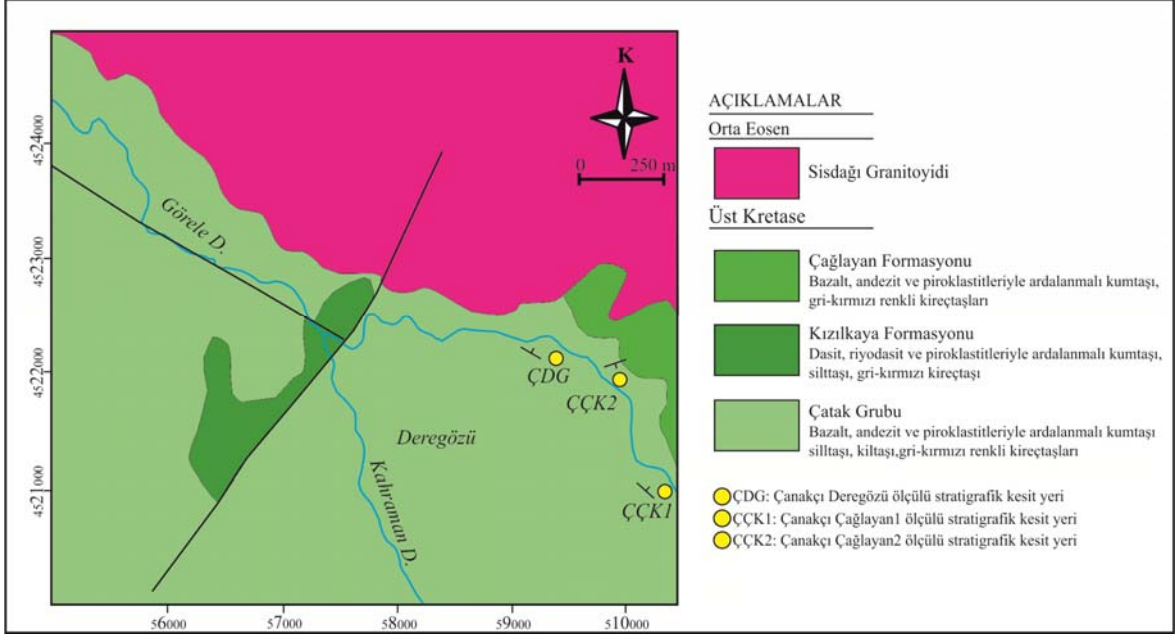 K
0 250 m
4524000
4523000
4522000
4521000
56000
57000
58000
59000
510000
Görele D.
ÇDG
ÇÇK2
Deregözü
Kahraman D.
ÇÇK1
AÇIKLAMALAR
Orta Eosen
Sisdağı Granitoyidi
Üst Kretase
Çağlayan Formasyonu
Bazalt, andezit ve piroklastitleriyle ardalanmalı kumtaşı,
gri-kırmızı renkli kireçtaşları
Kızılkaya Formasyonu
Dasit, riyodasit ve piroklastitleriyle ardalanmalı kumtaşı,
silttaşı, gri-kırmızı kireçtaşı
Çatak Grubu
Bazalt, andezit ve piroklastitleriyle ardalanmalı kumtaşı
silltaşı, kiltaşı,gri-kırmızı renkli kireçtaşları
ÇDG: Çanakçı Deregözü ölçülü stratigrafik kesit yeri
ÇÇK1: Çanakçı Çağlayan1 ölçülü stratigrafik kesit yeri
ÇÇK2: Çanakçı Çağlayan2 ölçülü stratigrafik kesit yeri